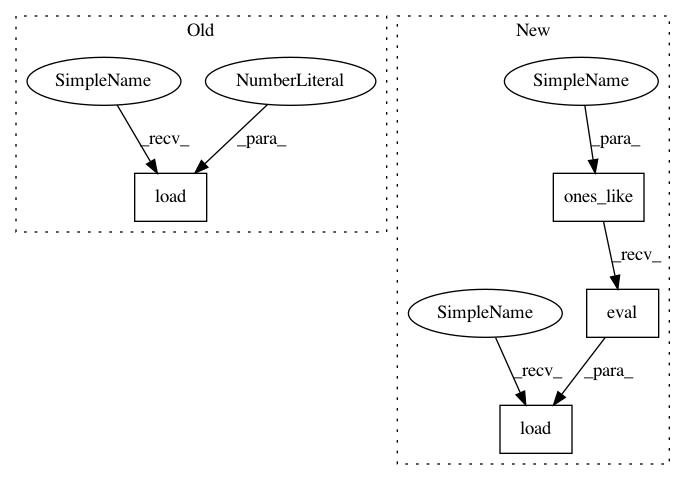 Old
SimpleName
NumberLiteral
_recv_
_para_
load
New
SimpleName
_para_
ones_like
_recv_
SimpleName
eval
_recv_
_para_
load